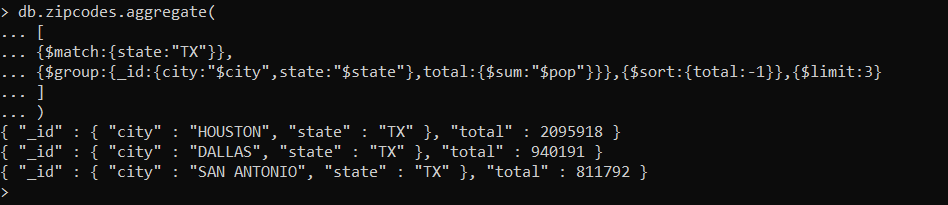 > db.zipcodes.aggregate(
... [
... {$match:{state:"TX"}},
... {$group:{_id:{city:"$city",state:"$state"},total:{$sum:"$pop"}}},{$sort:{total:-1}},{$limit:3}
... ]
... )
{ "_id" : { "city" : "HOUSTON", "state" : "TX" }, "total" : 2095918 }
{ "_id" : { "city" : "DALLAS", "state" : "TX" }, "total" : 940191 }
{ "_id" : { "city" : "SAN ANTONIO", "state" : "TX" }, "total" : 811792 }
>